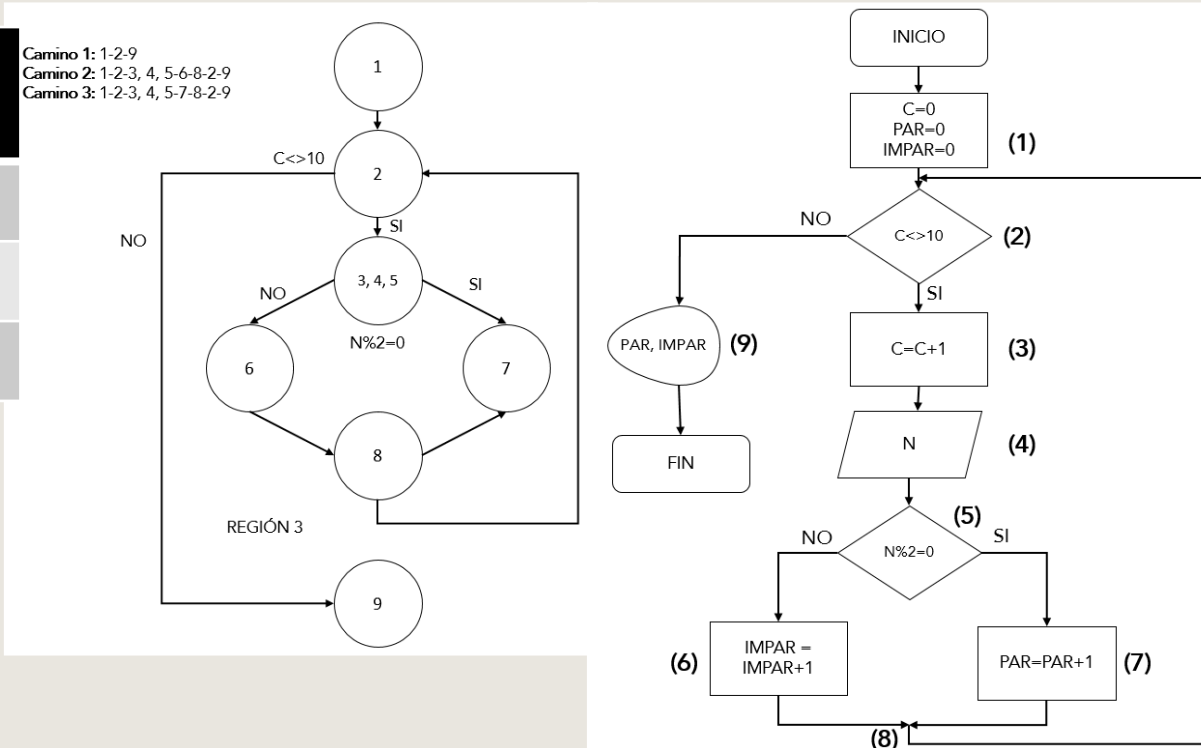 Camino 1: 1-2-9
Camino 2: 1-2-3, 4, 5-6-8-2-9
Camino 3: 1-2-3, 4, 5-7-8-2-9
1
C<>10
2
NO
SI
3, 4, 5
NO
SI
N%2=0
6
7
8
REGIÓN 3
9
INICIO
C=0
PAR=0
IMPAR=0
(1)
NO
C<>10
(2)
SI
PAR, IMPAR
(9)
C=C+1
(3)
FIN
N
(4)
(5)
NO
N%2=0
SI
(6)
IMPAR =
IMPAR+1
PAR=PAR+1
(7)
(8)